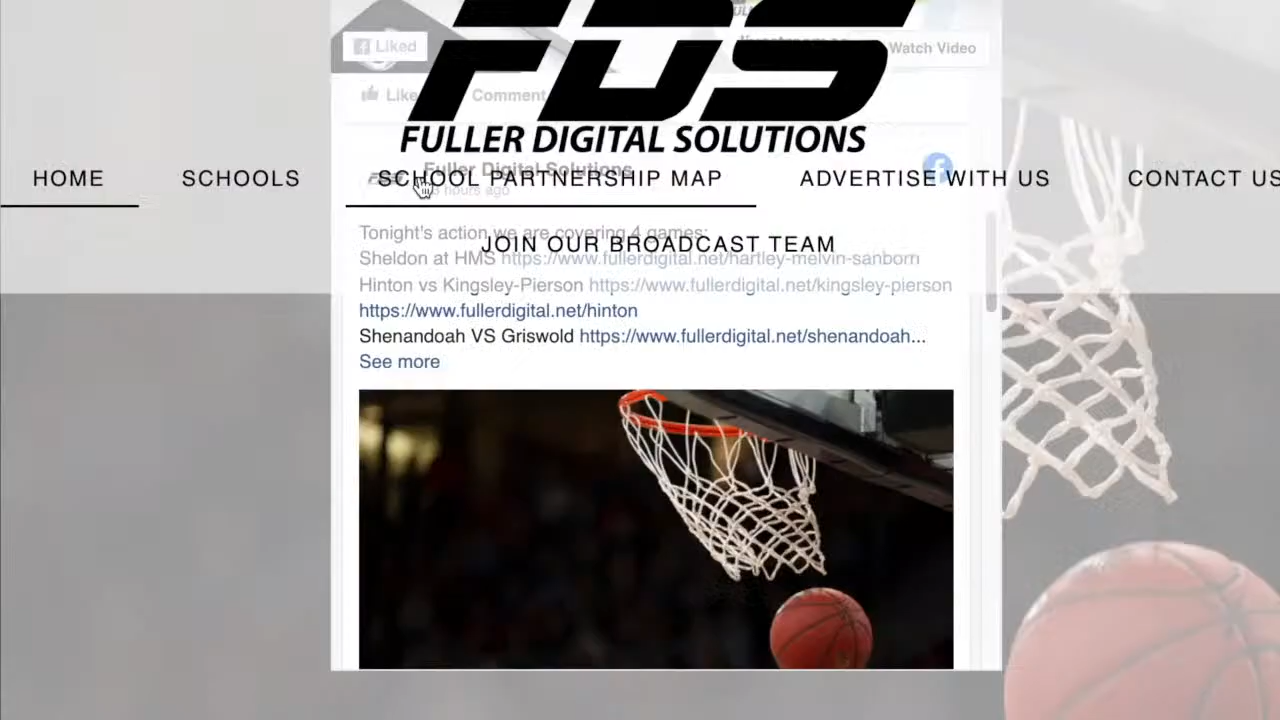 FDS
Liked
Watch Video
Like
Comment
FULLER DIGITAL SOLUTIONS
Fuller Digital Solutions
HOME
SCHOOLS
SCHOOL PARTNERSHIP MAP
ADVERTISE WITH US
CONTACT US
hours ago
Tonight's action we are covering 4 games:
JOIN OUR BROADCAST TEAM
Sheldon at HMS https://www.fullerdigital.net/hartley-melvin-sanborn
Hinton vs Kingsley-Pierson https://www.fullerdigital.net/kingsley-pierson
https://www.fullerdigital.net/hinton
Shenandoah VS Griswold https://www.fullerdigital.net/shenandoah...
See more